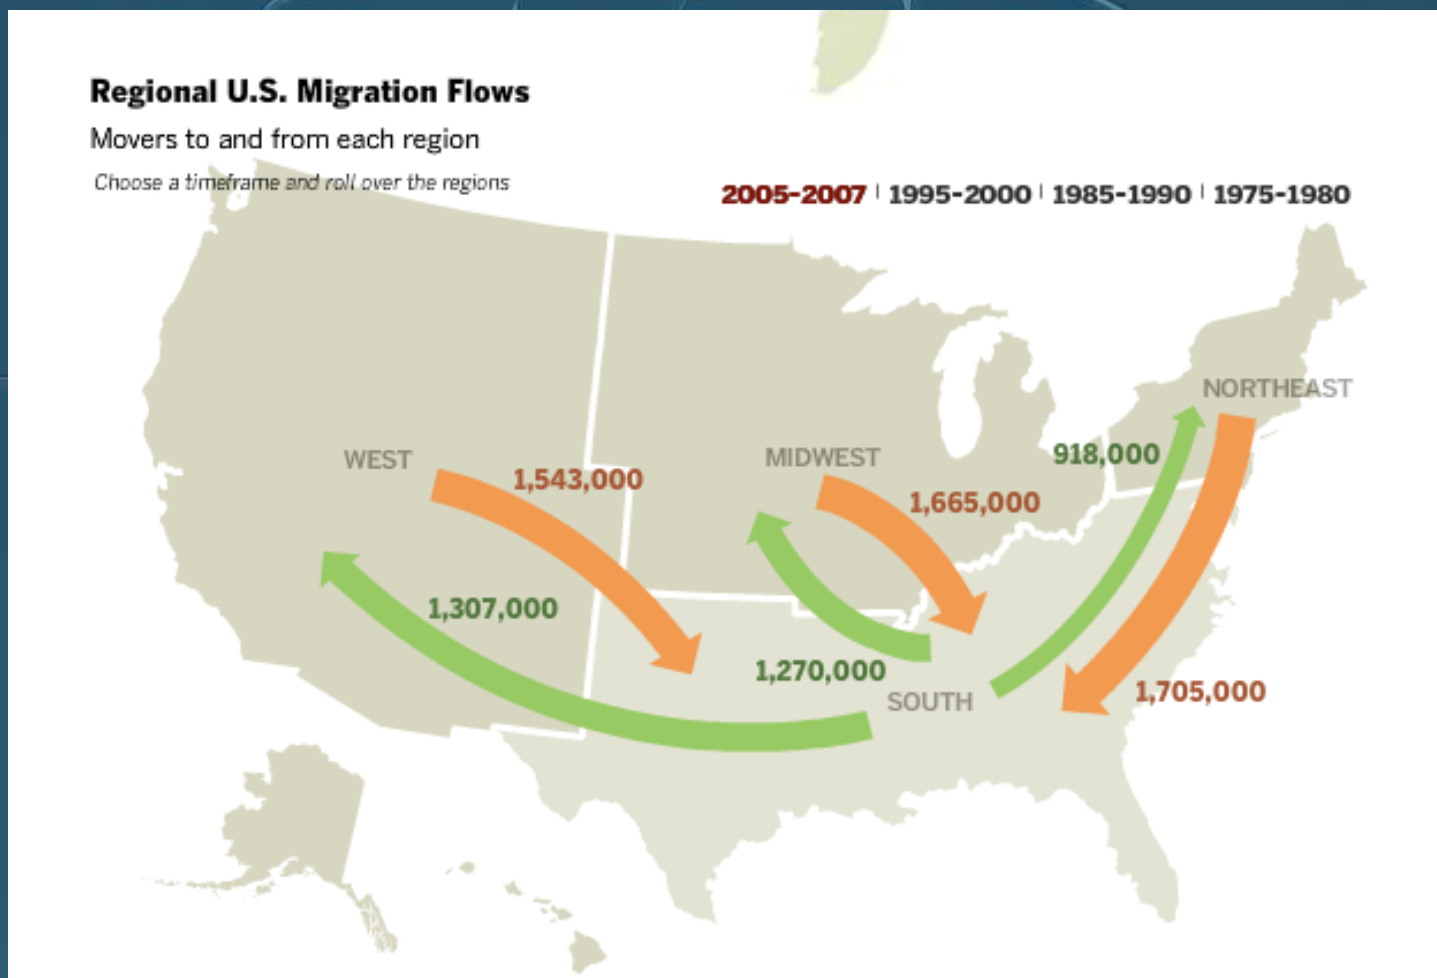 Regional U.S. Migration Flows
Movers to and from each region
Choose a timeframe and roll over the regions
2005-2007 | 1995-2000 | 1985-1990 | 1975-1980
NORTHEAST
WEST
MIDWEST
918,000
1,543,000
1,665,000
1,307,000
1,270,000
SOUTH
1,705,000